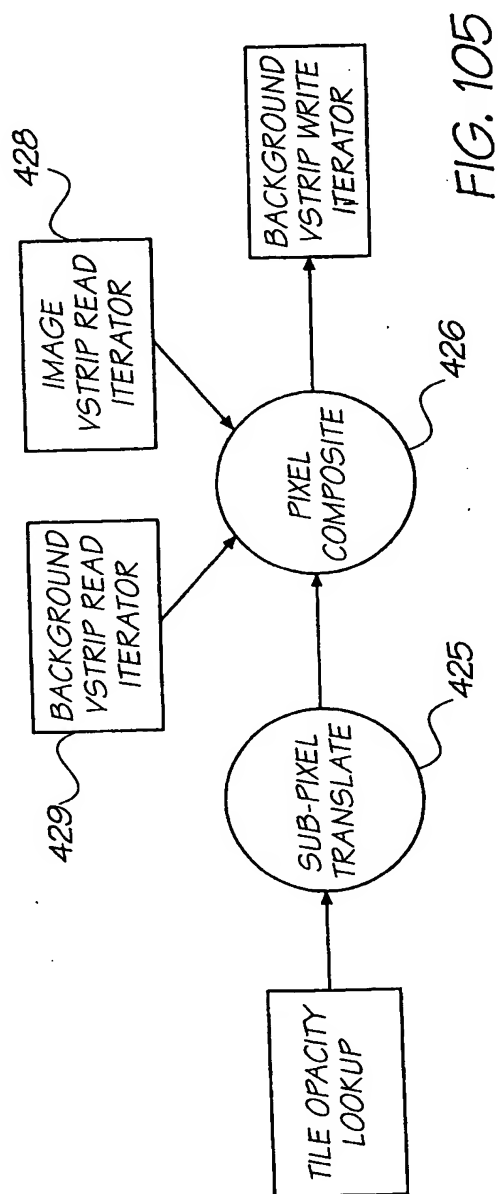 428
IMAGE
VSTRIP READ
ITERATOR
BACKGROUND
VSTRIP READ
ITERATOR
429
BACKGROUND
VSTRIP WRITE
ITERATOR
PIXEL
COMPOSITE
426
SUB-PIXEL
TRANSLATE
425
TILE OPACITY
LOOKUP
FIG. 105